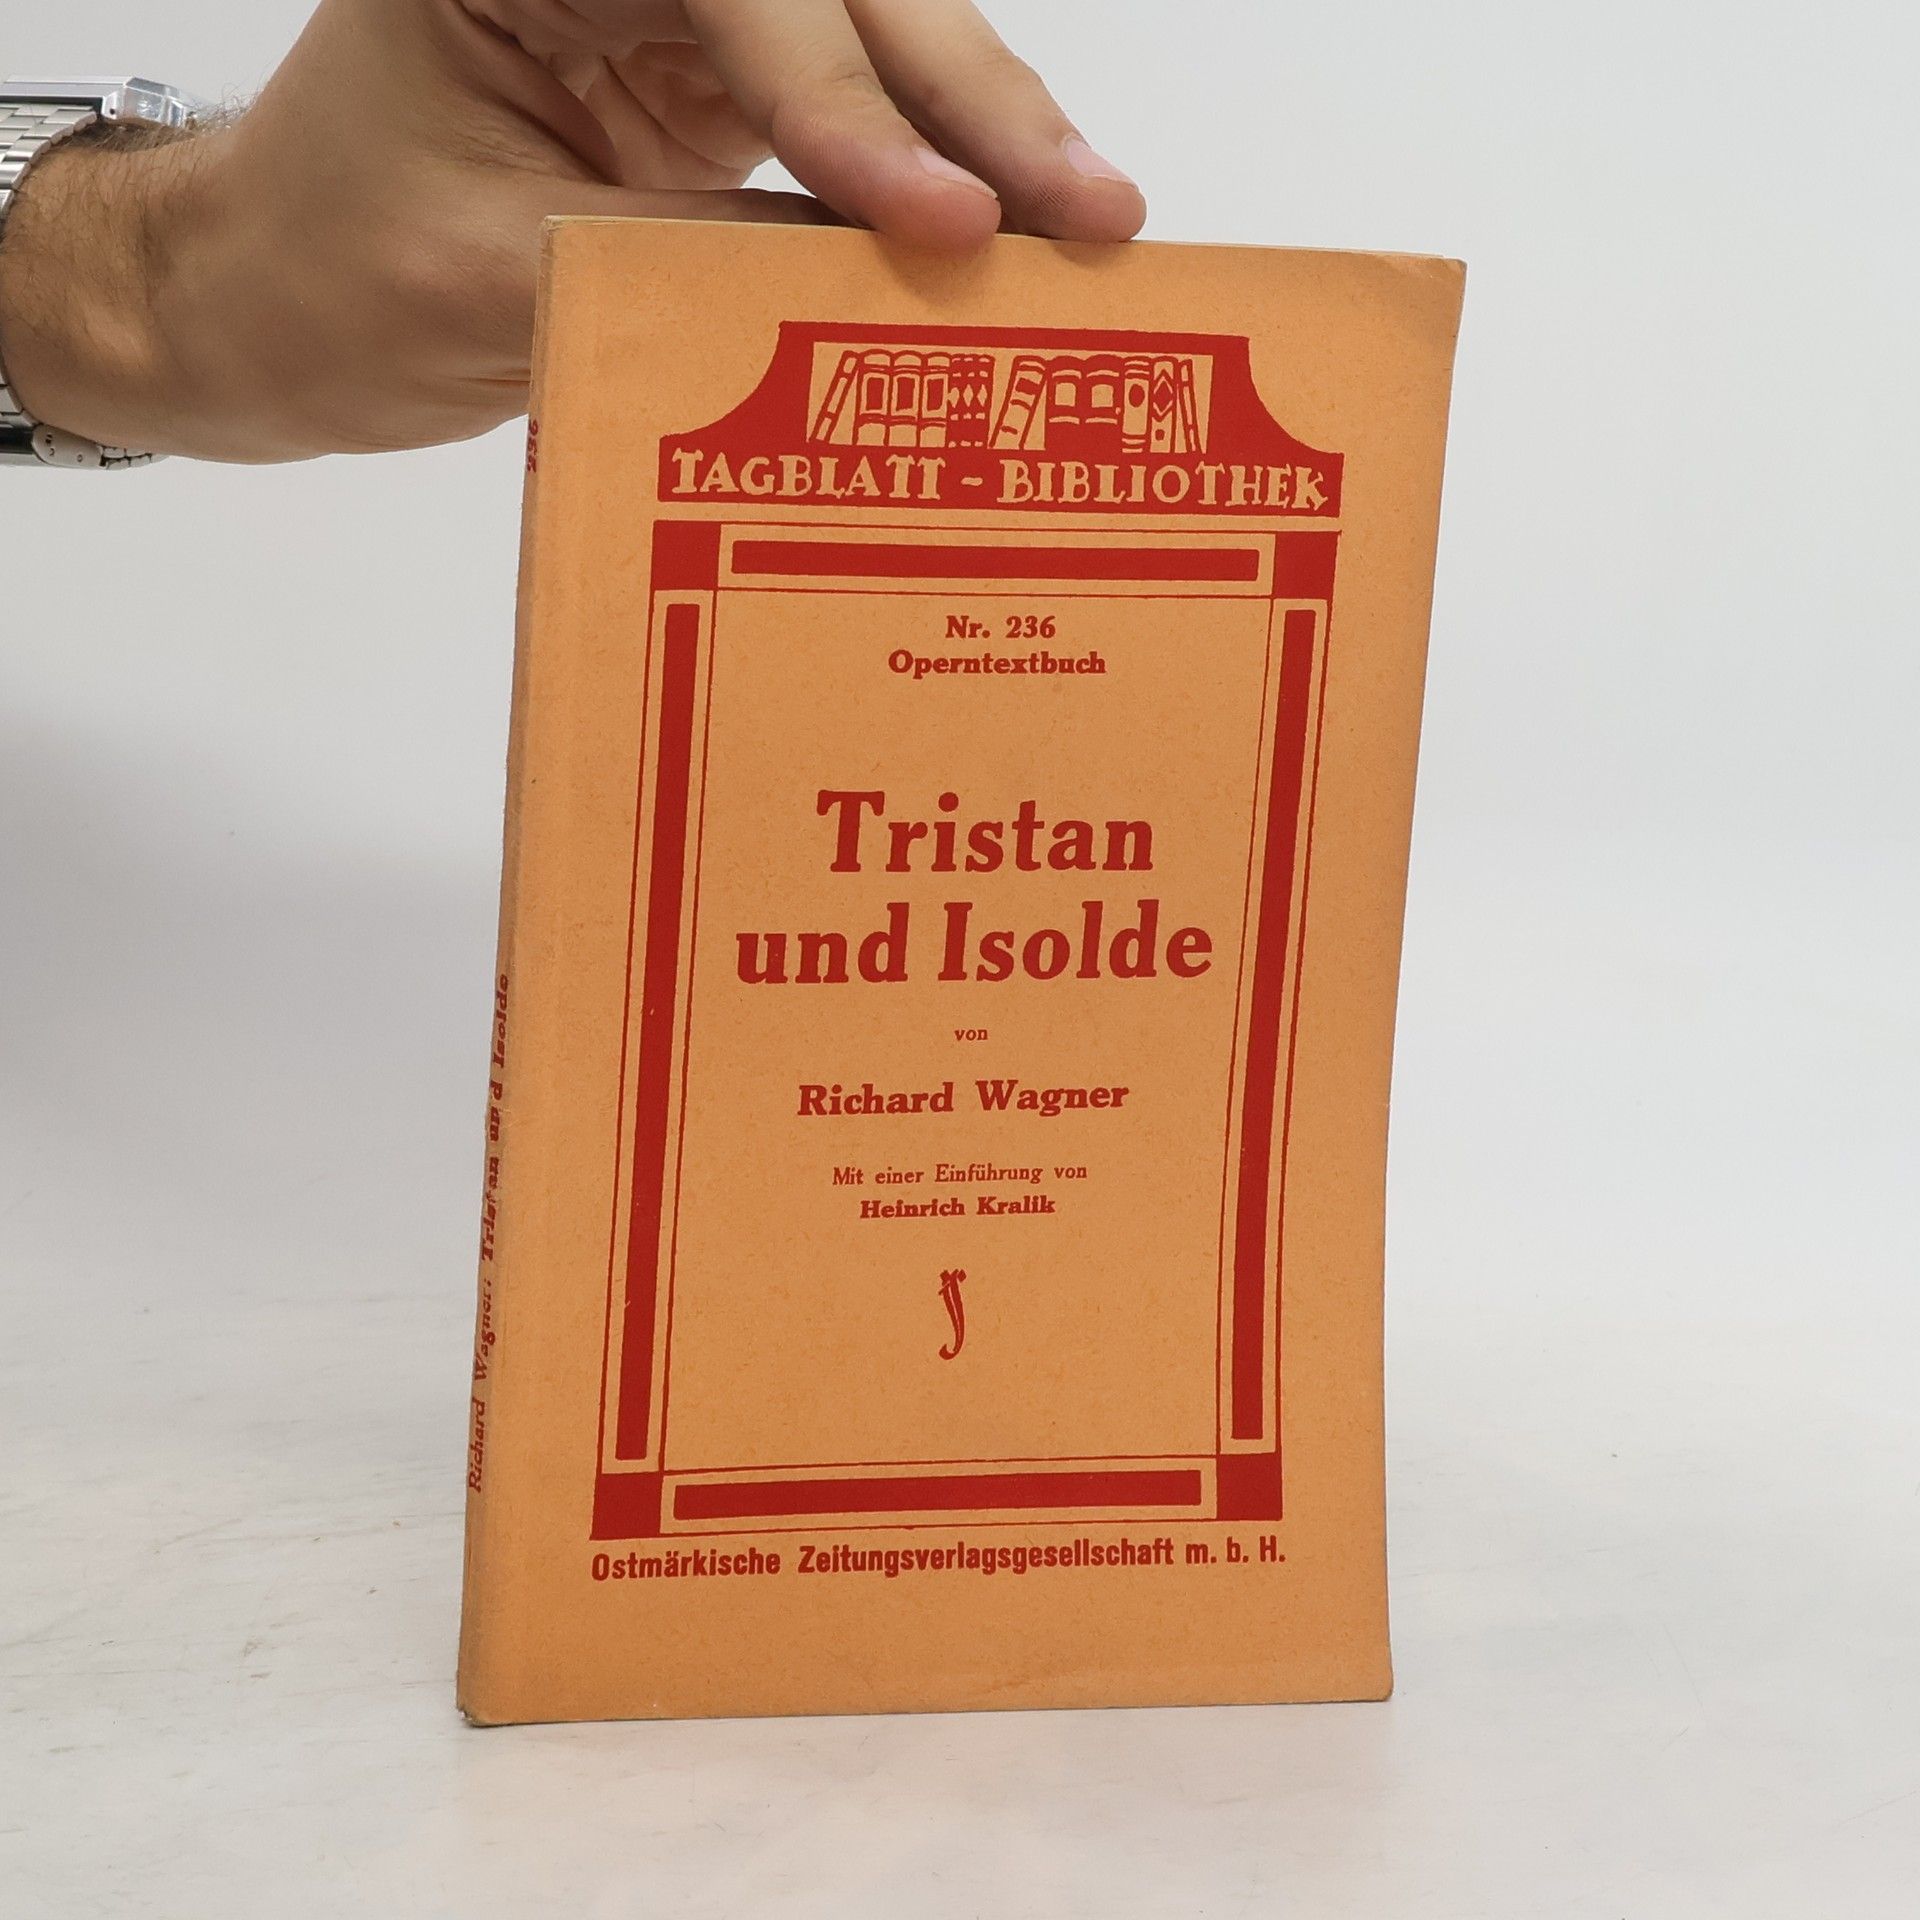 TAGBLATT-BIBLIOTHEK
Nr. 236
Operntextbuch
Tristan
und Isolde
von
Richard Wagner
Mit einer Einführung von
Heinrich Kralik
Ostmärkische Zeitungsverlagsgesellschaft m. b. H.
Richard Wagner: Tristan und Isolde
236